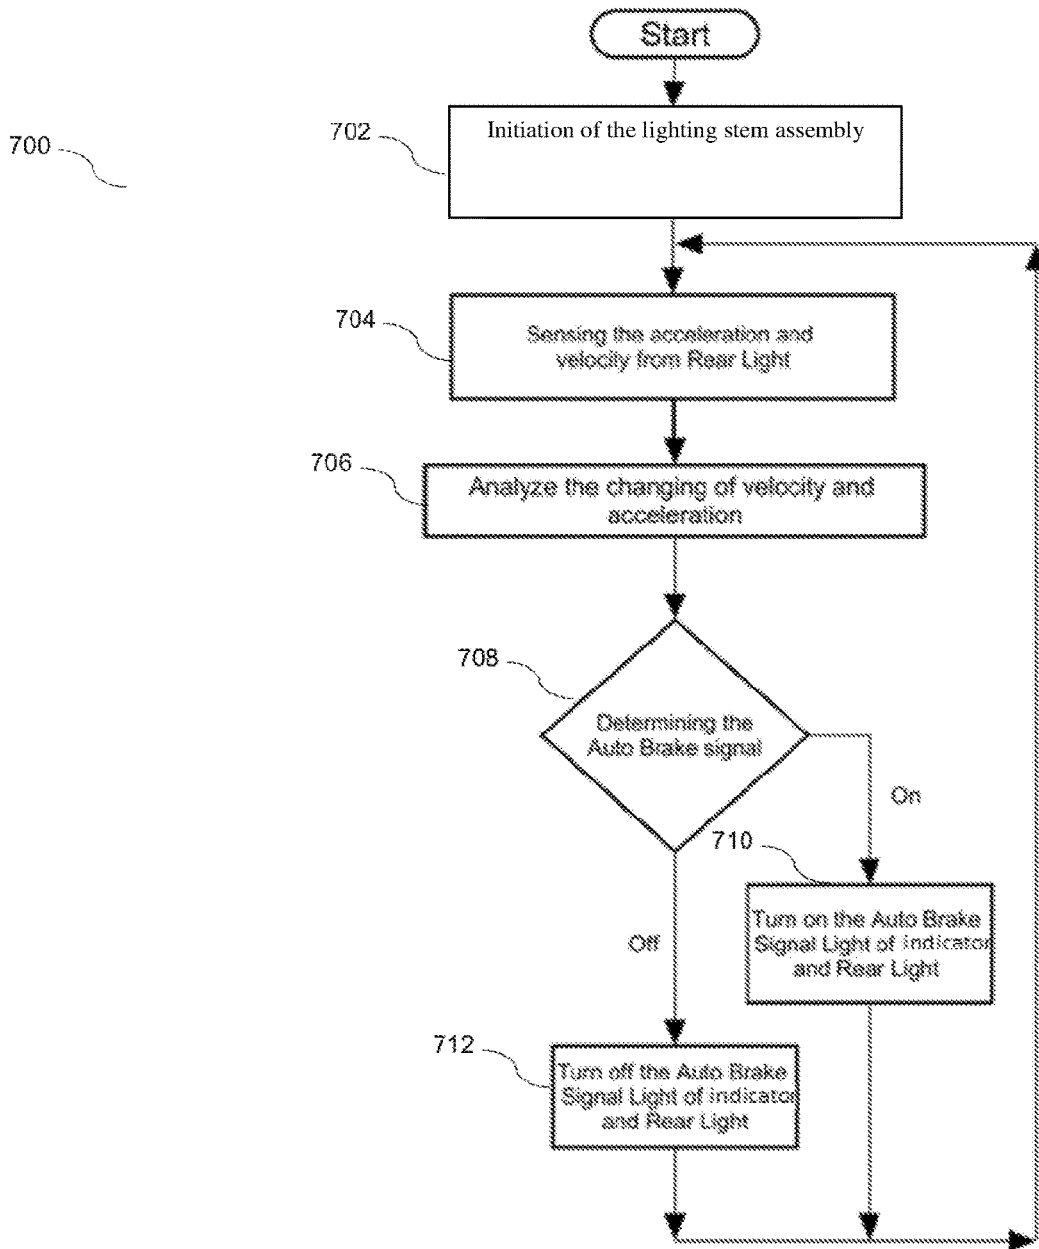 Start
700
702
Initiation of the lighting stem assembly
704
Sensing the acceleration and
velocity from Rear Light
706
Analyze the changing of velocity and
acceleration
708
Determining the
Auto Brake signal
On
710
Turn on the Auto Brake
Signal Light of indicator
and Rear Light
Off
712
Turn off the Auto Brake
Signal Light of indicator
and Rear Light